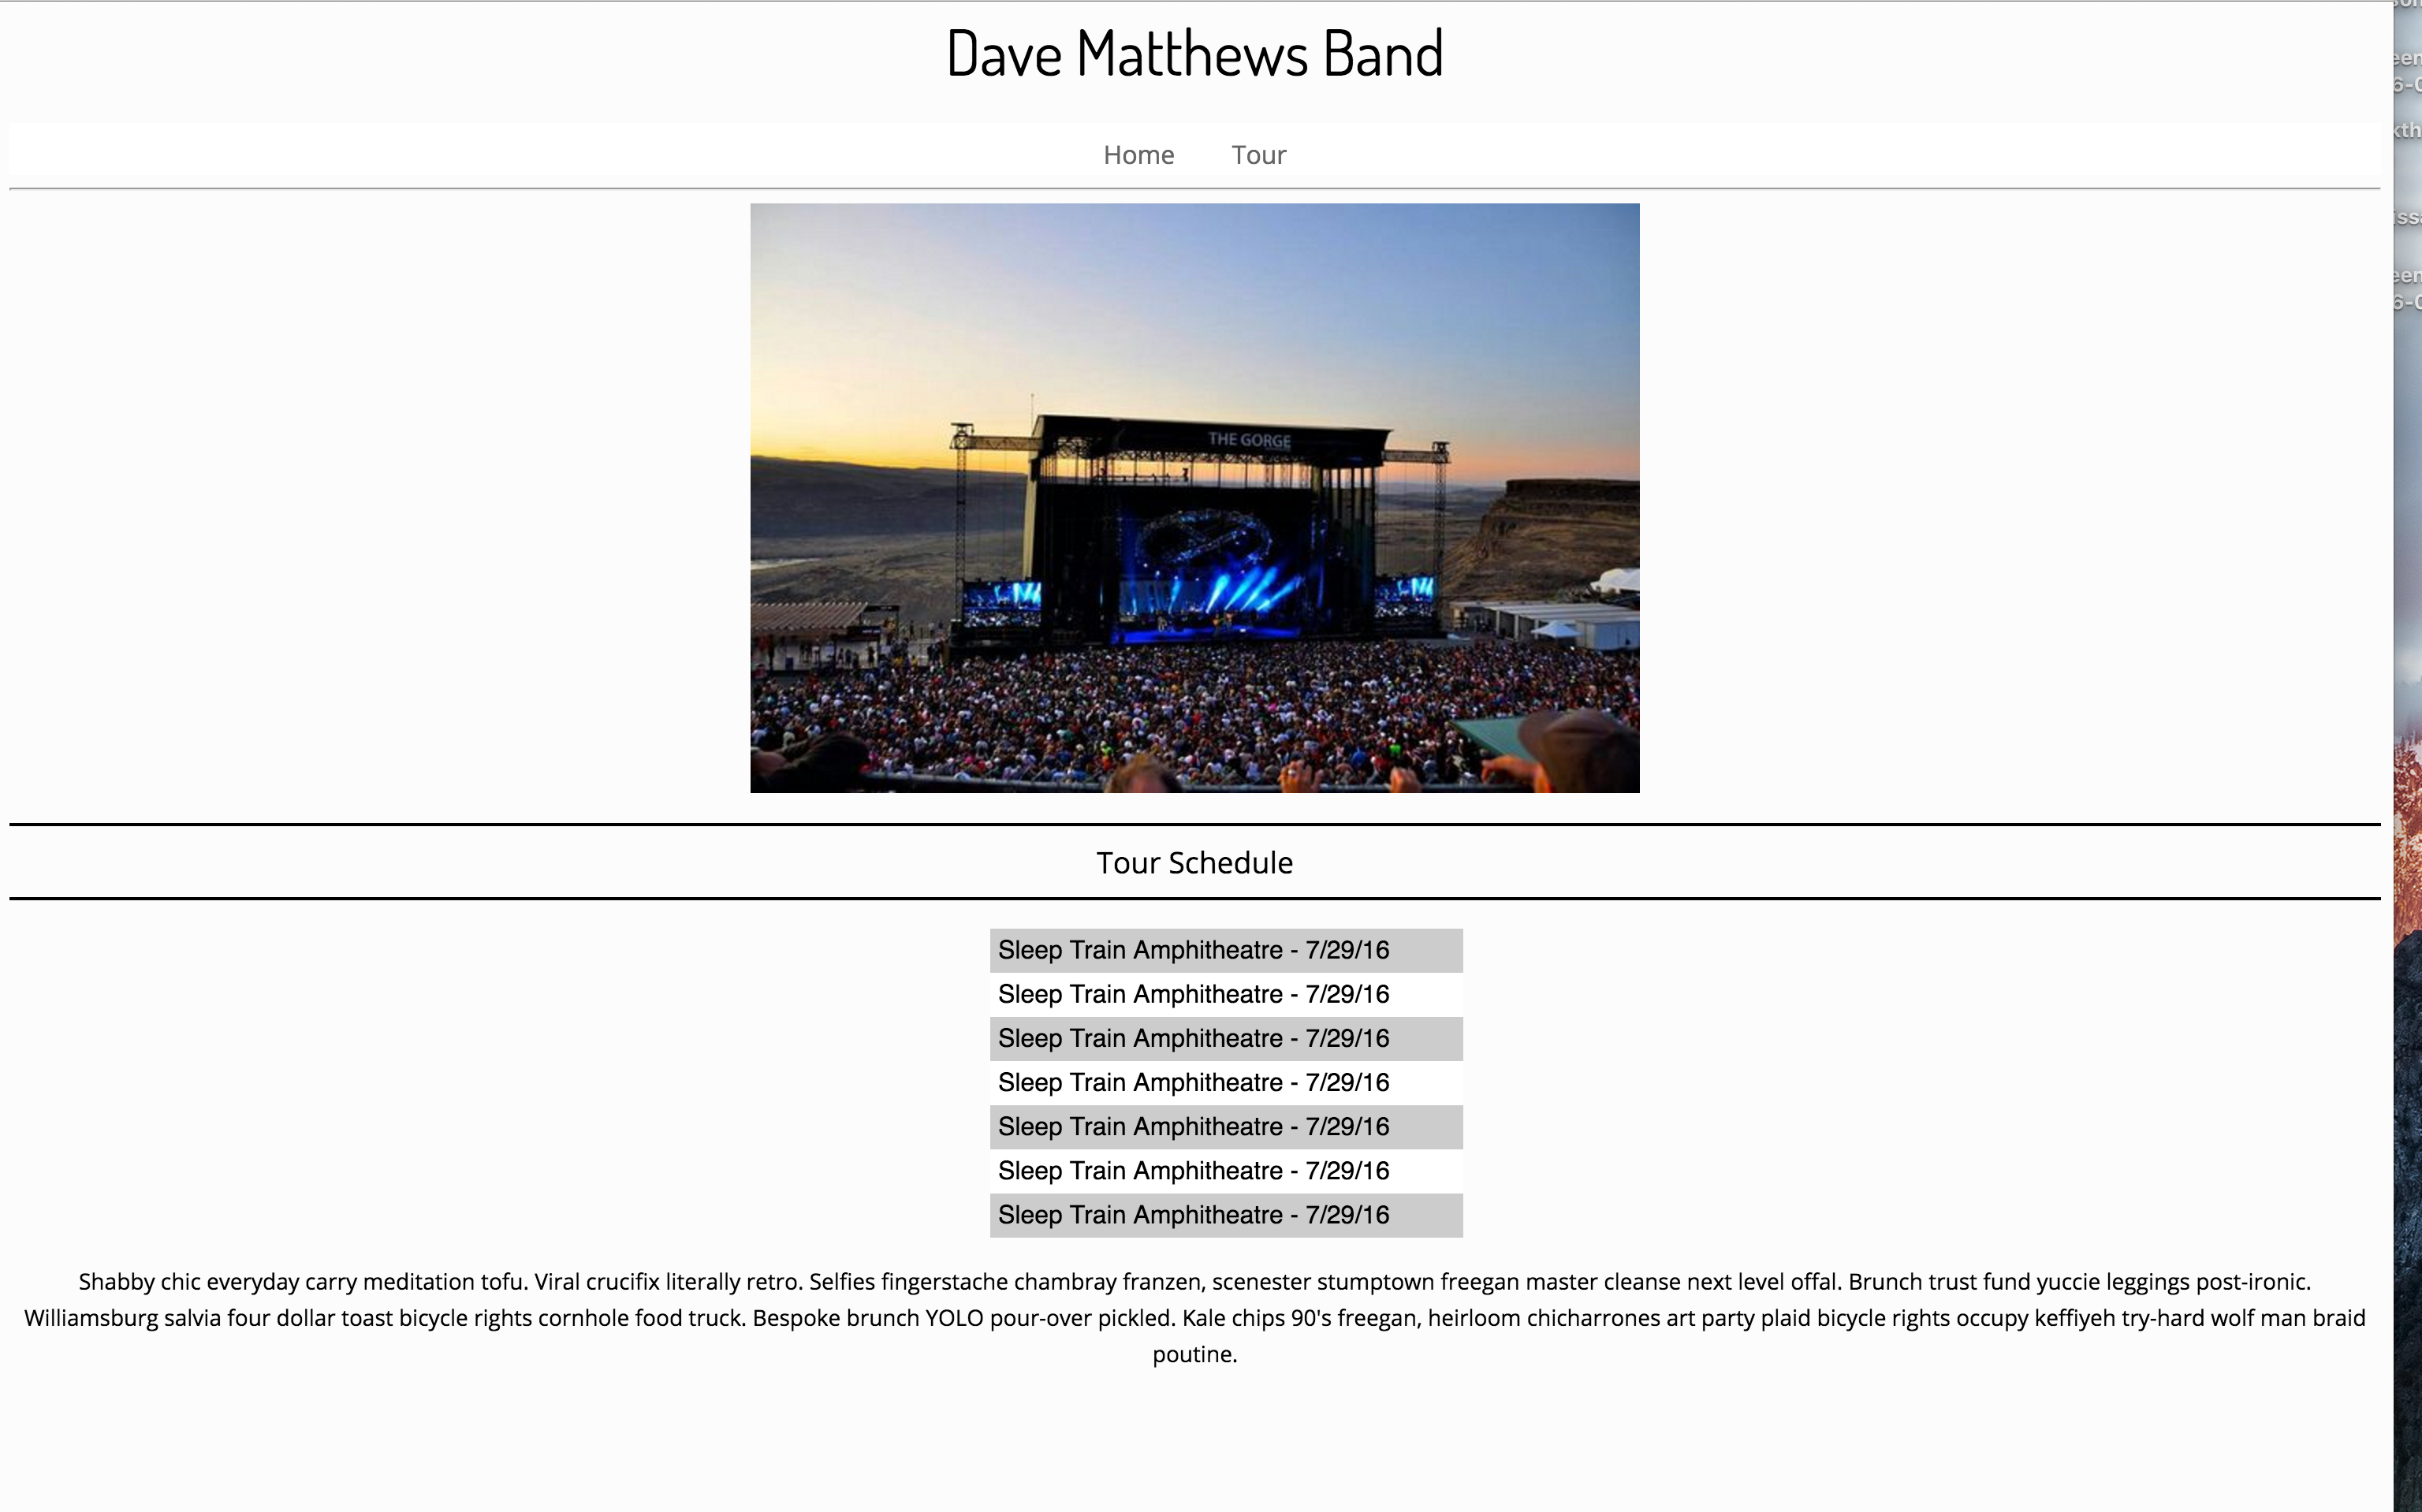 Dave Matthews Band
Home Tour
THE GORGE
Tour Schedule
Sleep Train Amphitheatre - 7/29/16
Sleep Train Amphitheatre - 7/29/16
Sleep Train Amphitheatre - 7/29/16
Sleep Train Amphitheatre - 7/29/16
Sleep Train Amphitheatre - 7/29/16
Sleep Train Amphitheatre - 7/29/16
Sleep Train Amphitheatre - 7/29/16
Shabby chic everyday carry meditation tofu. Viral crucifix literally retro. Selfies fingerstache chambray franzen, scenester stumptown freegan master cleanse next level offal. Brunch trust fund yuccie leggings post-ironic.
Williamsburg salvia four dollar toast bicycle rights cornhole food truck. Bespoke brunch YOLO pour-over pickled. Kale chips 90's freegan, heirloom chicharrones art party plaid bicycle rights occupy keffiyeh try-hard wolf man braid
poutine.